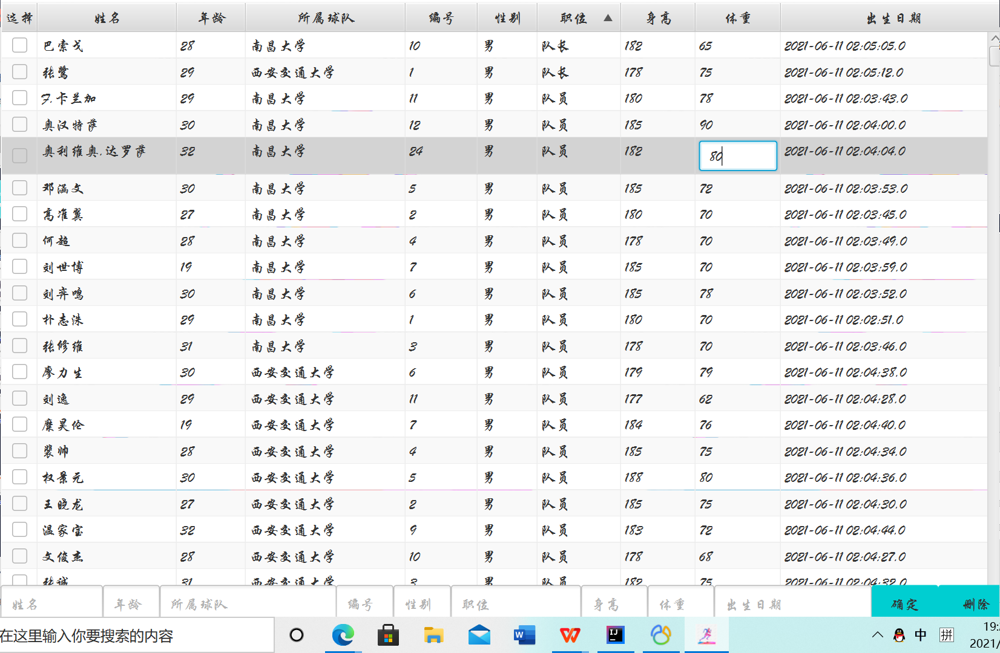 选择 姓名 年龄 所属球队 编号 性别 职位 ▲ 身高 体重 出生日期
巴索戈 28 南昌大学 10 男 队长 182 65 2021-06-11 02:05:05.0
张鹭 29 西安交通大学 1 男 队长 178 75 2021-06-11 02:05:12.0
F.卡兰加 29 南昌大学 11 男 队员 180 78 2021-06-11 02:03:43.0
奥汉特萨 30 南昌大学 12 男 队员 185 90 2021-06-11 02:04:00.0
奥利维奥.达罗萨 32 南昌大学 24 男 队员 182 80 2021-06-11 02:04:04.0
邓涵文 30 南昌大学 5 男 队员 185 72 2021-06-11 02:03:53.0
高准翼 27 南昌大学 2 男 队员 180 70 2021-06-11 02:03:45.0
何超 28 南昌大学 4 男 队员 178 70 2021-06-11 02:03:49.0
刘世博 19 南昌大学 7 男 队员 185 70 2021-06-11 02:03:59.0
刘弈鸣 30 南昌大学 6 男 队员 185 78 2021-06-11 02:03:52.0
朴志洙 29 南昌大学 1 男 队员 180 70 2021-06-11 02:02:51.0
张修维 31 南昌大学 3 男 队员 178 70 2021-06-11 02:03:46.0
廖力生 30 西安交通大学 6 男 队员 179 79 2021-06-11 02:04:38.0
刘逸 29 西安交通大学 11 男 队员 177 62 2021-06-11 02:04:28.0
糜昊伦 19 西安交通大学 7 男 队员 184 76 2021-06-11 02:04:40.0
裴帅 28 西安交通大学 4 男 队员 185 75 2021-06-11 02:04:34.0
权景元 30 西安交通大学 5 男 队员 188 80 2021-06-11 02:04:36.0
王晓龙 27 西安交通大学 2 男 队员 185 75 2021-06-11 02:04:30.0
温家宝 32 西安交通大学 9 男 队员 183 72 2021-06-11 02:04:44.0
文俊杰 28 西安交通大学 10 男 队员 178 68 2021-06-11 02:04:27.0
张诚 31 西安交通大学 3 男 队员 182 75 2021-06-11 02:04:32.0
姓名 年龄 所属球队 编号 性别 职位 身高 体重 出生日期 确定 删除
在这里输入你要搜索的内容 W IJ 中 拼 19:
2021/